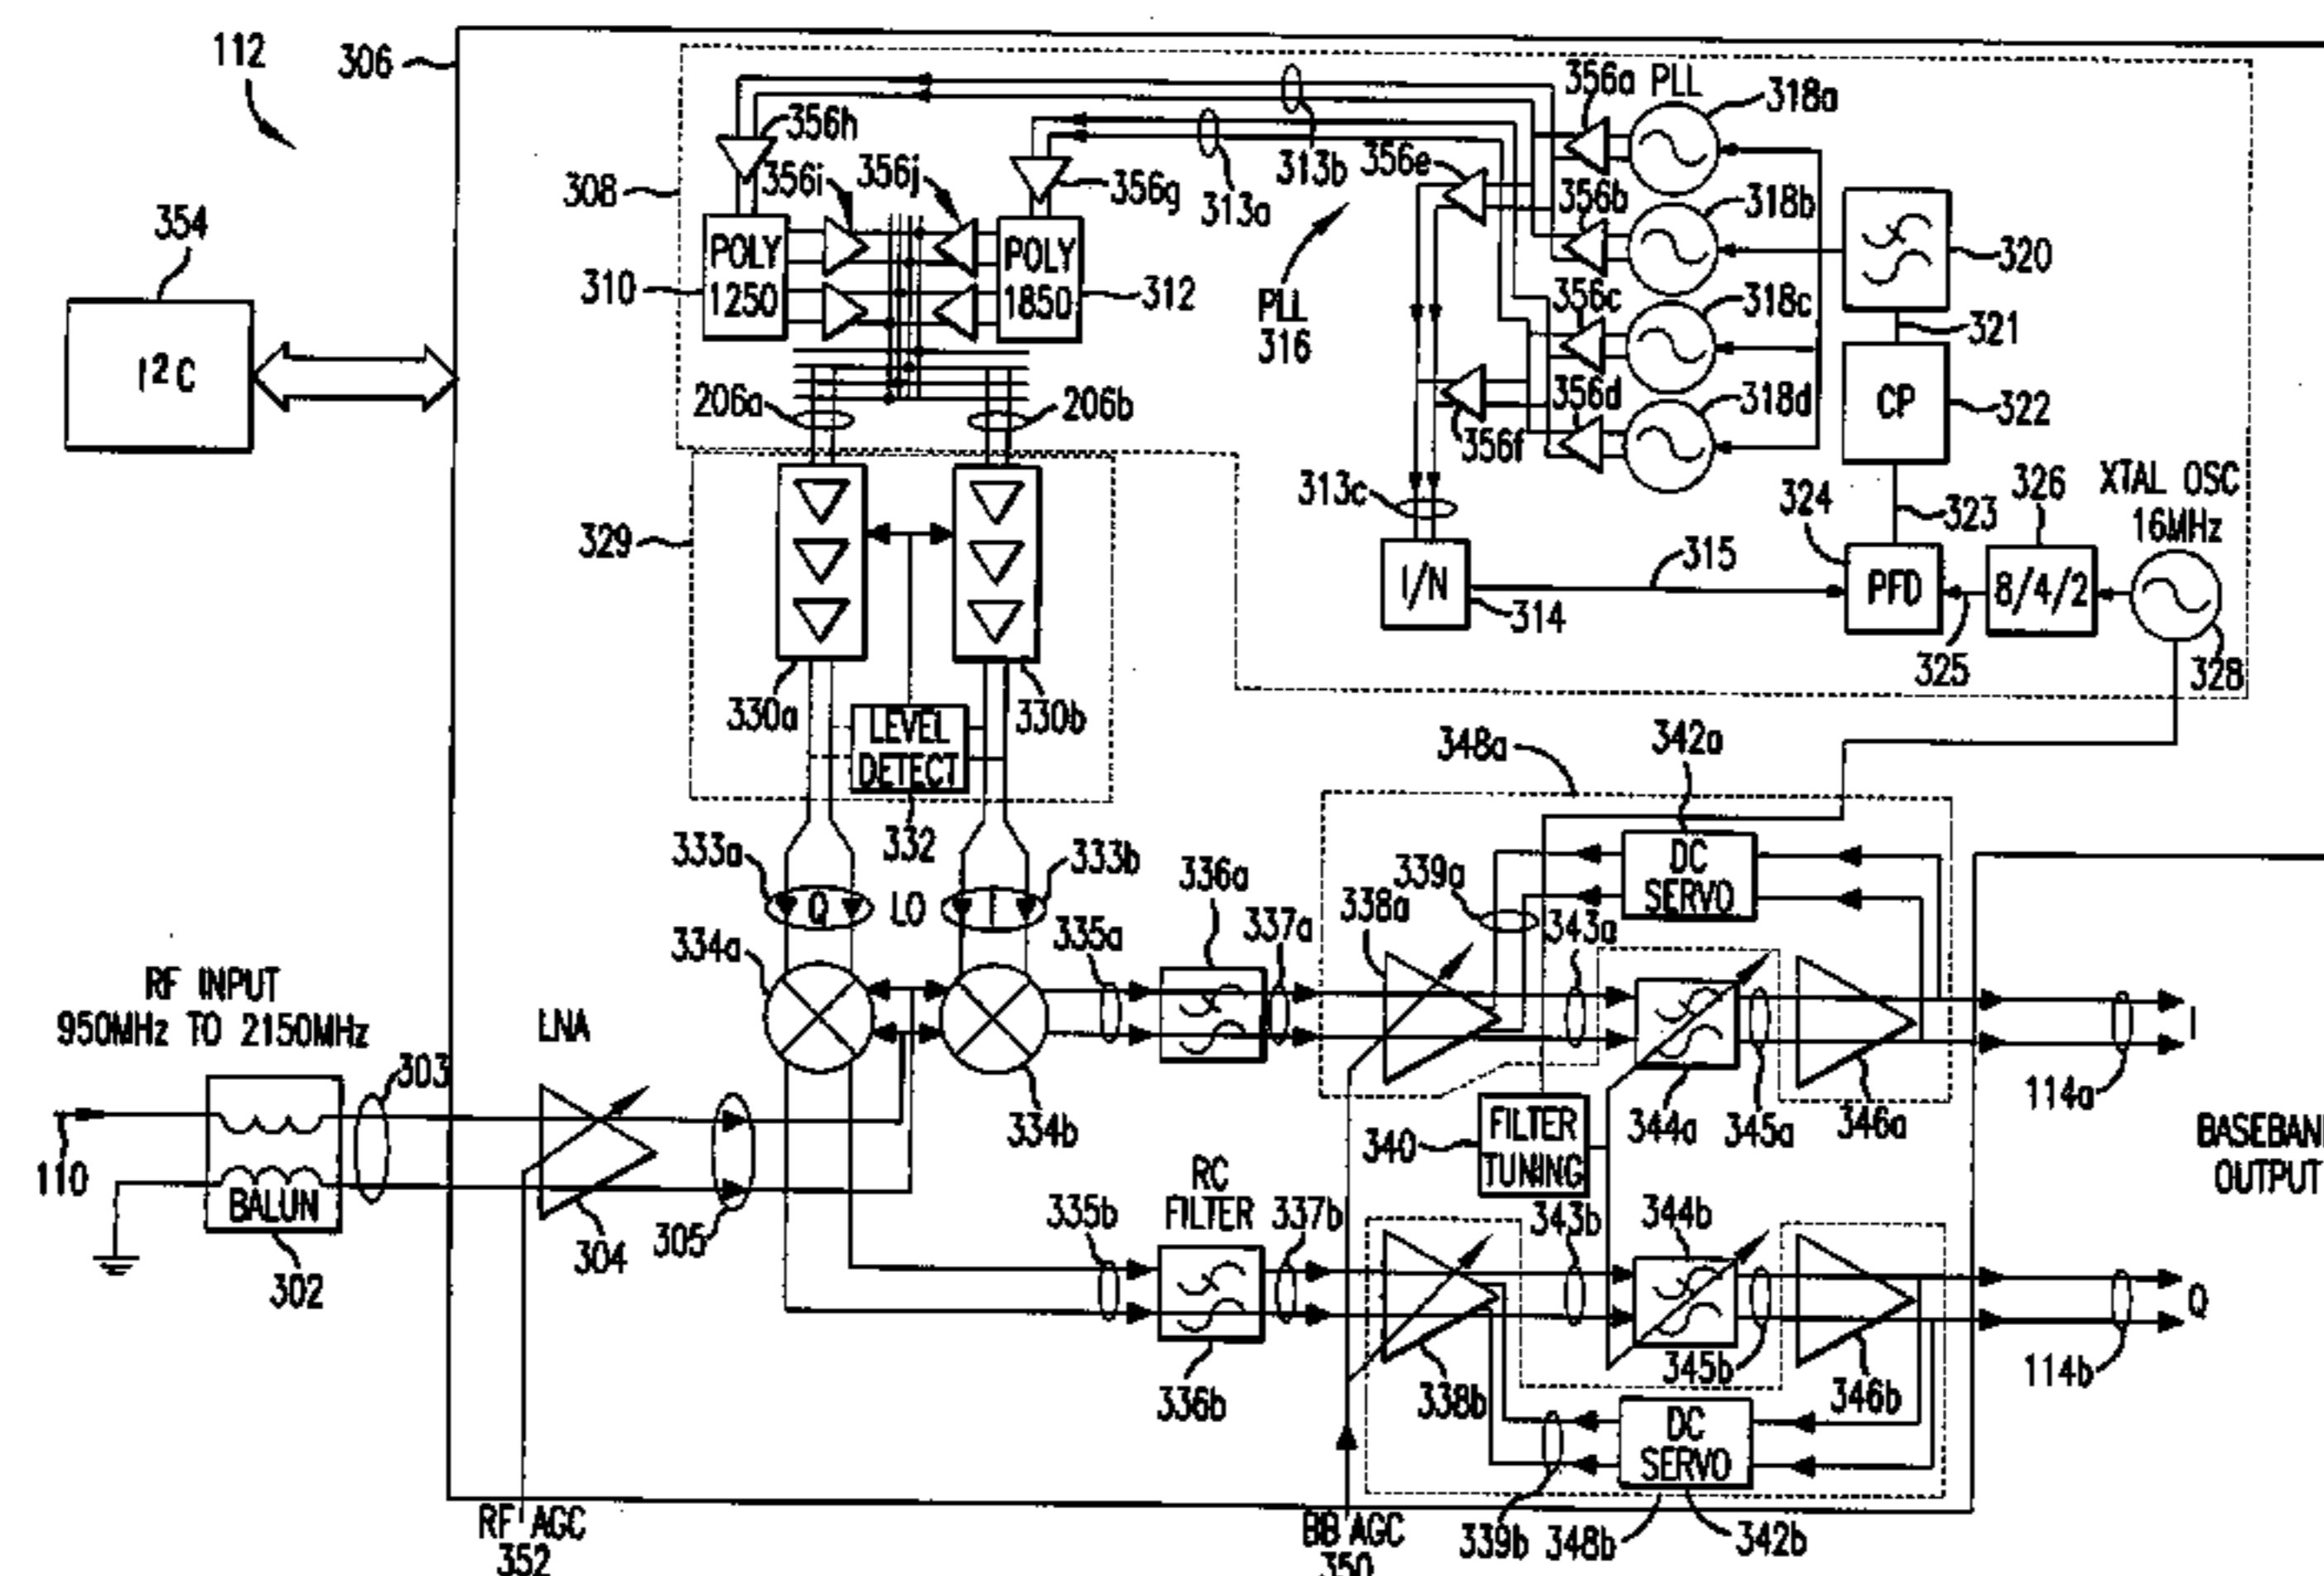 112
306
356a
PLL
318a
356h
313b
356e
308
356i
356j
356g
313a
356b
318b
354
POLY
1250
POLY
1850
310
312
PLL
316
356c
318c
320
321
I²C
206a
206b
356d
318d
CP
322
356f
313c
324
323
326
XTAL OSC
16MHz
329
I/N
314
315
PFD
8/4/2
325
328
330a
LEVEL
DETECT
330b
332
348a
342a
333a
Q
LO
I
333b
336a
339a
DC
SERVO
338a
334a
335a
337a
343a
RF INPUT
950MHz TO 2150MHz
LNA
303
334b
I
114a
110
BALUN
302
304
305
340
FILTER
TUNING
344a
345a
346a
BASEBAN
OUTPUT
RC
FILTER
335b
337b
343b
344b
Q
336b
338b
345b
346b
114b
DC
SERVO
RF AGC
352
BB AGC
350
339b
348b
342b